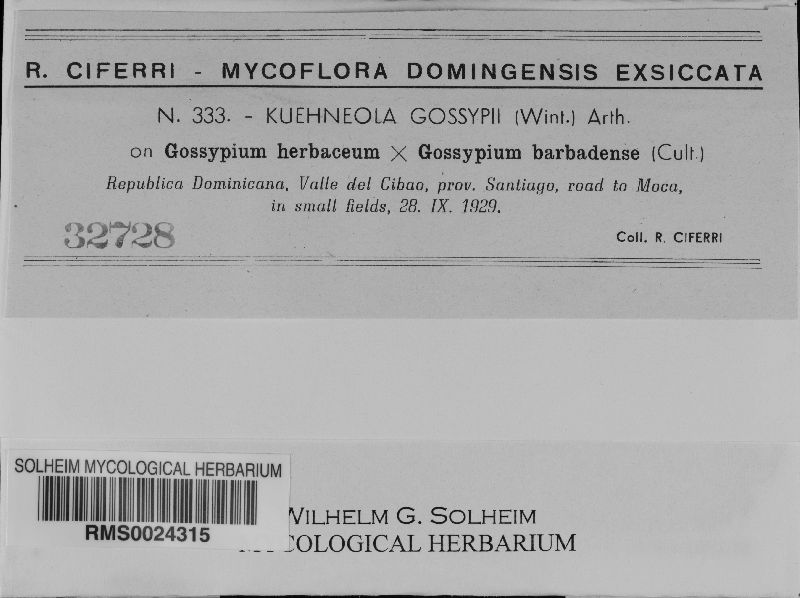 R. CIFERRI - MYCOFLORA DOMINGENSIS EXSICCATA
N. 333. - KUEHNEOLA GOSSYPII (Wint.) Arth.
on Gossypium herbaceum X Gossypium barbadense (Cult.)
Republica Dominicana, Valle del Cibao, prov. Santiago, road to Moca,
in small fields, 28. IX. 1929.
32728
Coll. R. CIFERRI
SOLHEIM MYCOLOGICAL HERBARIUM
RMS0024315
WILHELM G. SOLHEIM
MYCOLOGICAL HERBARIUM